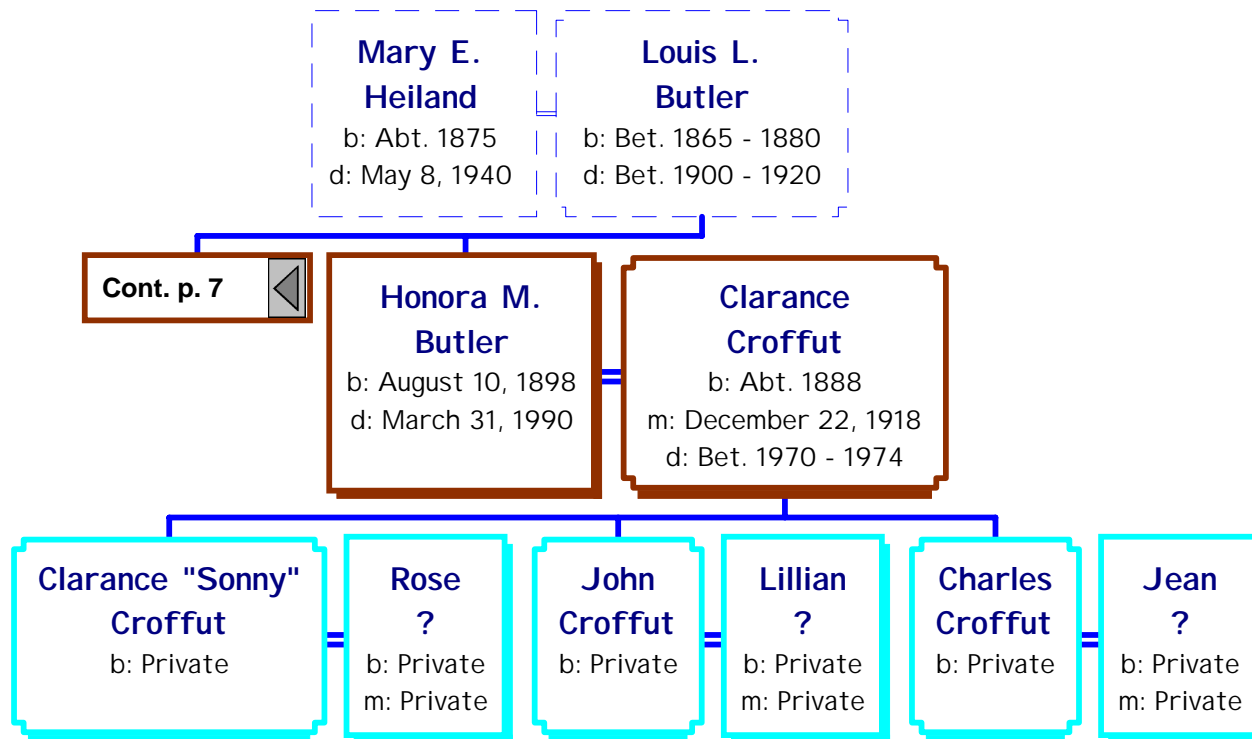 Mary E.
Heiland
b: Abt. 1875
d: May 8, 1940
Louis L.
Butler
b: Bet. 1865 - 1880
d: Bet. 1900 - 1920
Cont. p. 7
Honora M.
Butler
b: August 10, 1898
d: March 31, 1990
Clarance
Croffut
b: Abt. 1888
m: December 22, 1918
d: Bet. 1970 - 1974
Clarance "Sonny"
Croffut
b: Private
Rose
?
b: Private
m: Private
John
Croffut
b: Private
Lillian
?
b: Private
m: Private
Charles
Croffut
b: Private
Jean
?
b: Private
m: Private